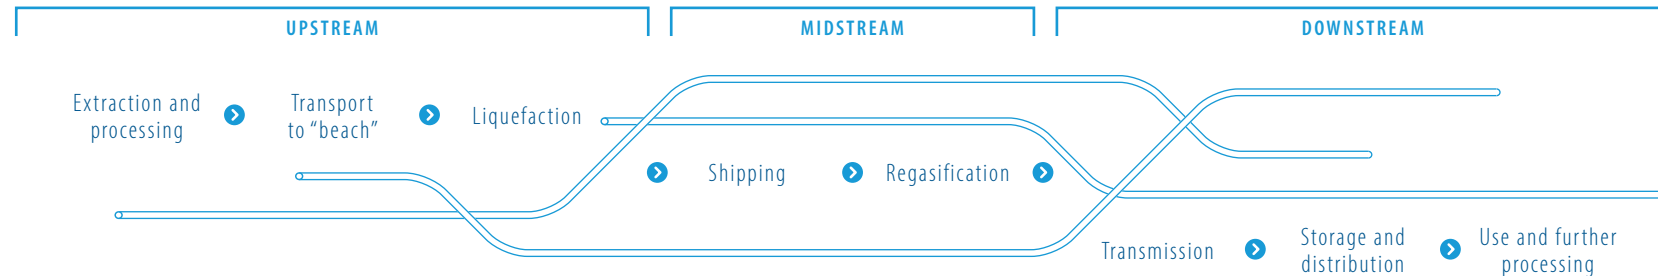 UPSTREAM
MIDSTREAM
DOWNSTREAM
Extraction and
processing
Transport
to “beach”
Liquefaction
Shipping
Regasification
Transmission
Storage and
distribution
Use and further
processing